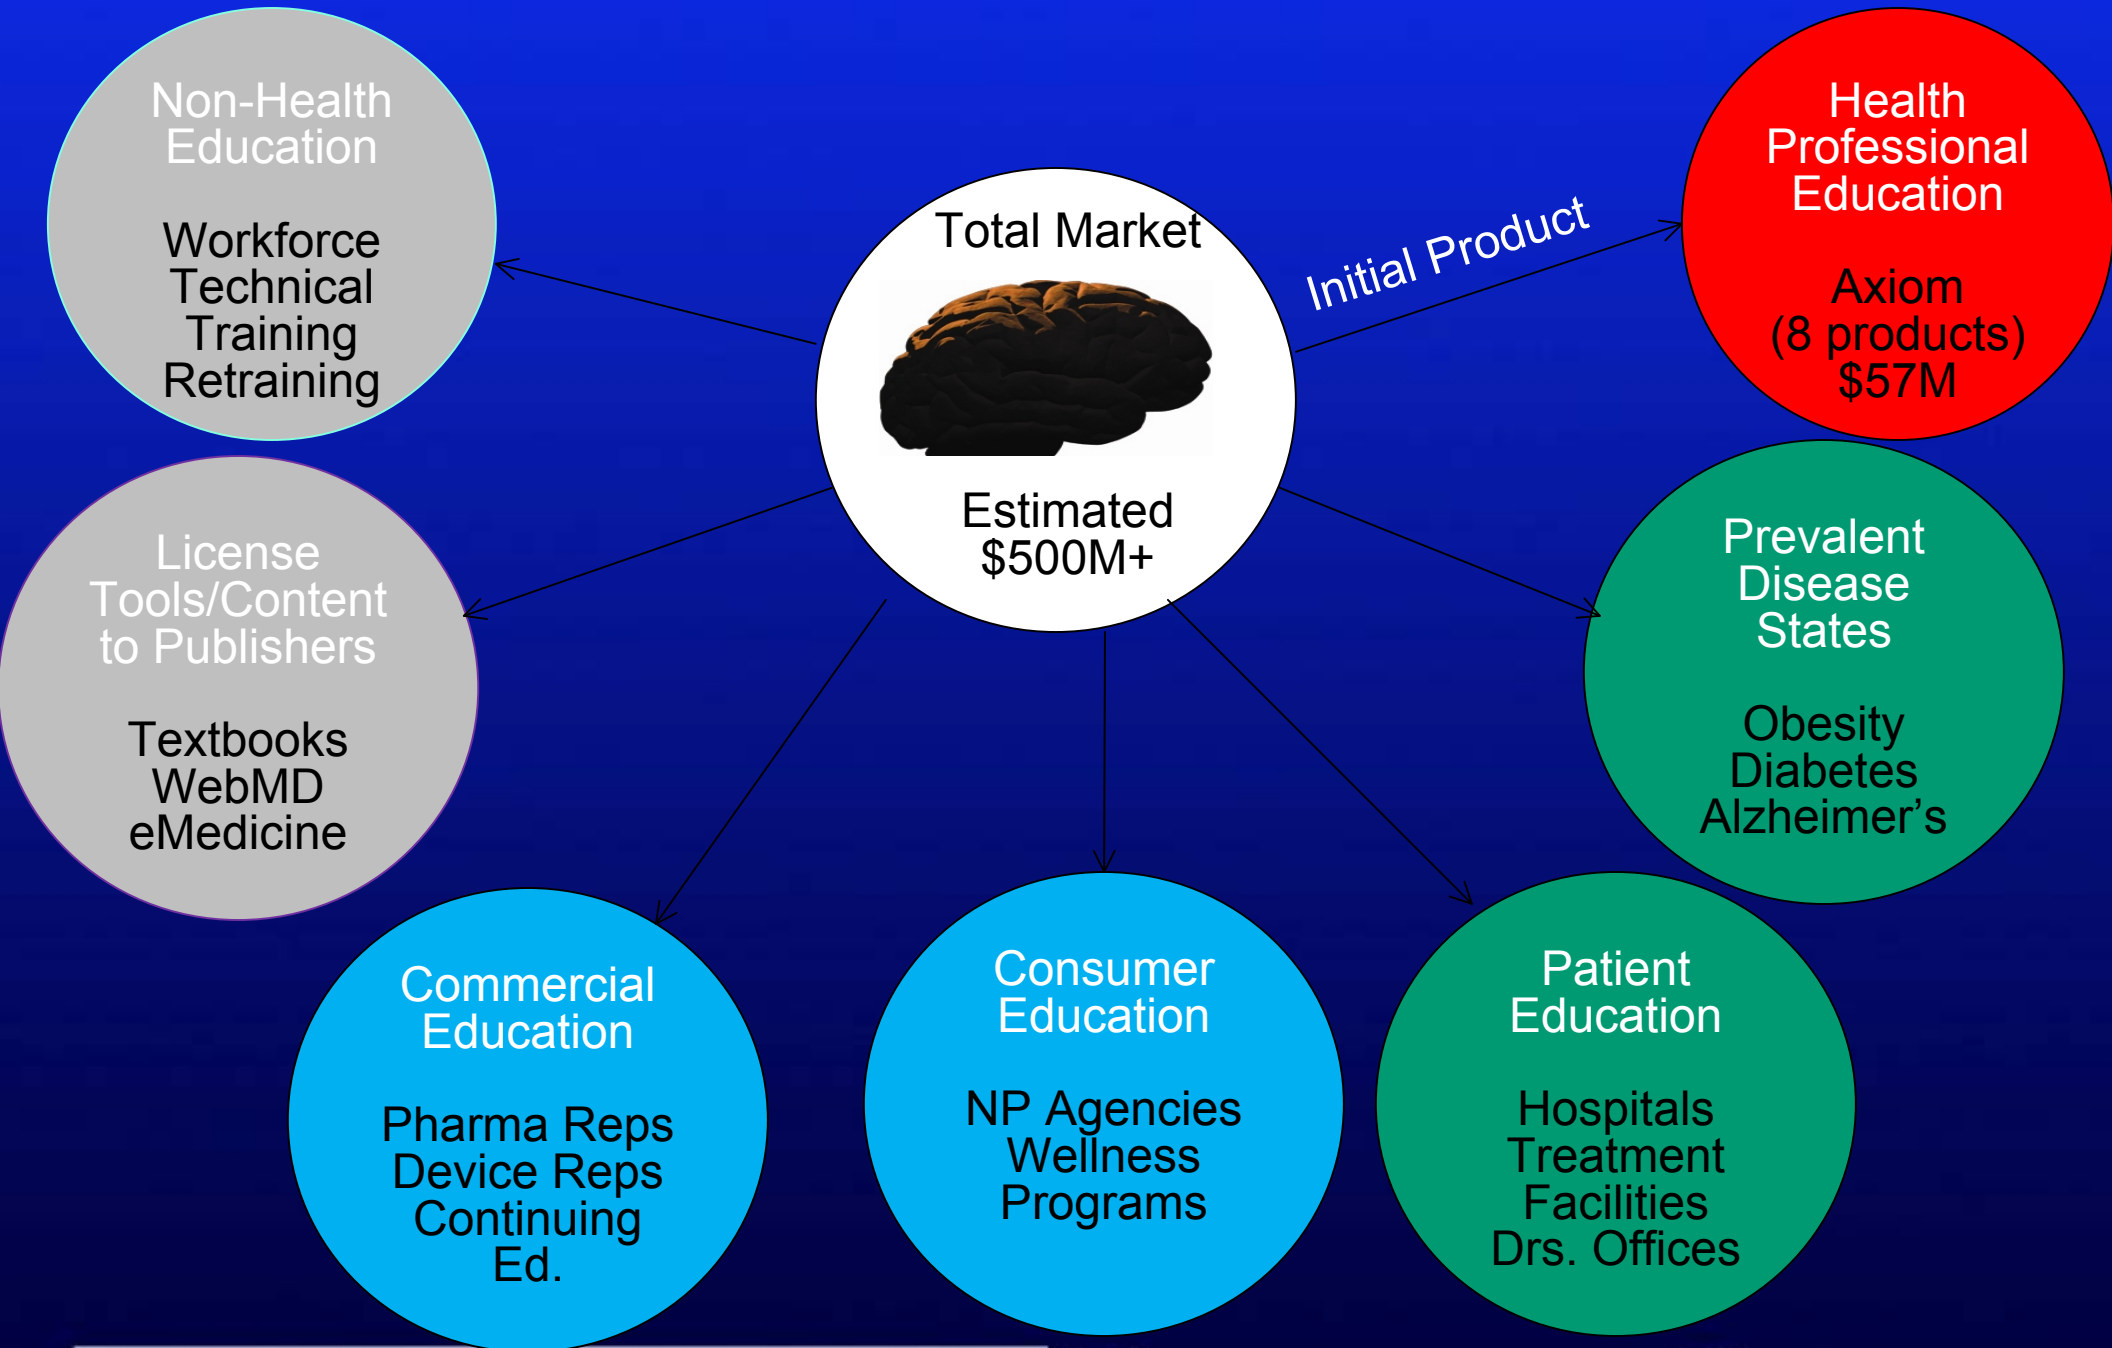 Non-Health
Education
Workforce
Technical
Training
Retraining
Total Market
Estimated
$500M+
Initial Product
Health
Professional
Education
Axiom
(8 products)
$57M
License
Tools/Content
to Publishers
Textbooks
WebMD
eMedicine
Prevalent
Disease
States
Obesity
Diabetes
Alzheimer’s
Commercial
Education
Pharma Reps
Device Reps
Continuing
Ed.
Consumer
Education
NP Agencies
Wellness
Programs
Patient
Education
Hospitals
Treatment
Facilities
Drs. Offices